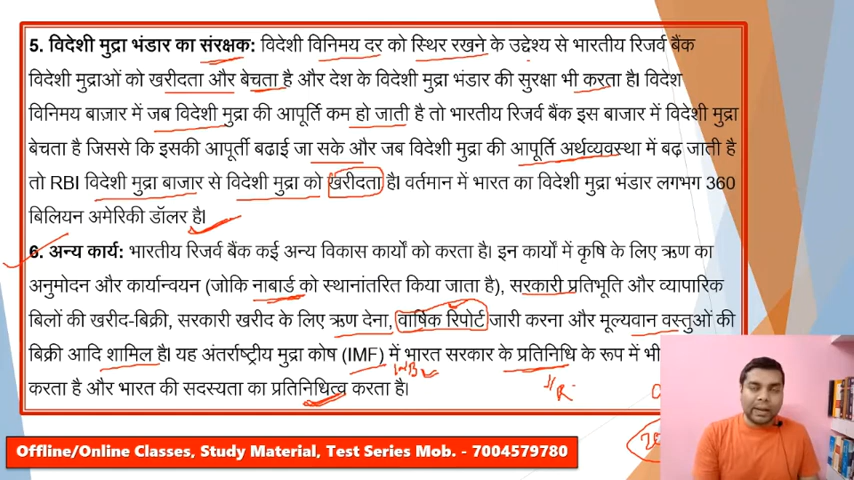 5. विदेशी मुद्रा भंडार का संरक्षक: विदेशी विनिमय दर को स्थिर रखने के उद्देश्य से भारतीय रिजर्व बैंक
विदेशी मुद्राओं को खरीदता और बेचता है और देश के विदेशी मुद्रा भंडार की सुरक्षा भी करता है। विदेश
विनिमय बाज़ार में जब विदेशी मुद्रा की आपूर्ति कम हो जाती है तो भारतीय रिजर्व बैंक इस बाजार में विदेशी मुद्रा
बेचता है जिससे कि इसकी आपूर्ती बढाई जा सके और जब विदेशी मुद्रा की आपूर्ति अर्थव्यवस्था में बढ़ जाती है
तो RBI विदेशी मुद्रा बाजार से विदेशी मुद्रा को खरीदता है। वर्तमान में भारत का विदेशी मुद्रा भंडार लगभग 360
बिलियन अमेरिकी डॉलर है।
6. अन्य कार्य: भारतीय रिजर्व बैंक कई अन्य विकास कार्यों को करता है। इन कार्यों में कृषि के लिए ऋण का
अनुमोदन और कार्यान्वयन (जोकि नाबार्ड को स्थानांतरित किया जाता है), सरकारी प्रतिभूति और व्यापारिक
बिलों की खरीद-बिक्री, सरकारी खरीद के लिए ऋण देना, वार्षिक रिपोर्ट जारी करना और मूल्यवान वस्तुओं की
बिक्री आदि शामिल है। यह अंतर्राष्ट्रीय मुद्रा कोष (IMF) में भारत सरकार के प्रतिनिधि के रूप में भी
करता है और भारत की सदस्यता का प्रतिनिधित्व करता है।
Offline/Online Classes, Study Material, Test Series Mob. - 7004579780